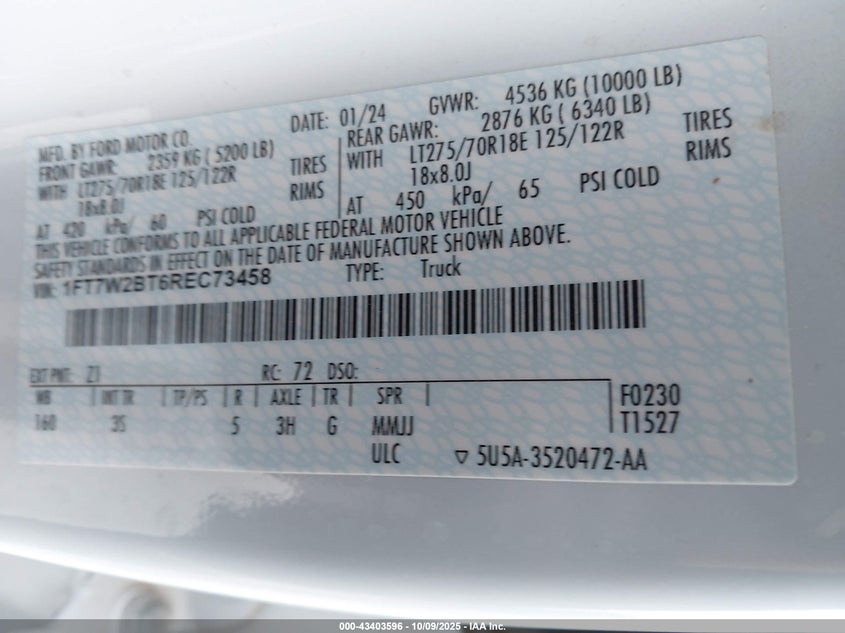 MFD. BY FORD MOTOR CO.
DATE: 01/24 GVWR: 4536 KG (10000 LB)
FRONT GAWR: 2359 KG ( 5200 LB)
REAR GAWR: 2876 KG ( 6340 LB)
WITH LT275/70R18E 125/122R TIRES
WITH LT275/70R18E 125/122R TIRES
18x8.0J RIMS
18x8.0J RIMS
AT 420 kPa/ 60 PSI COLD
AT 450 kPa/ 65 PSI COLD
THIS VEHICLE CONFORMS TO ALL APPLICABLE FEDERAL MOTOR VEHICLE
SAFETY STANDARDS IN EFFECT ON THE DATE OF MANUFACTURE SHOWN ABOVE.
VIN: 1FT7W2BT6REC73458 TYPE: Truck
EXT PNT: Z1 RC: 72 DSO:
WB INT TR TP/PS R AXLE TR SPR
160 3S 5 3H G MMJJ
F0230
T1527
ULC 5U5A-3520472-AA
000-43403596 - 10/09/2025 - IAA Inc.